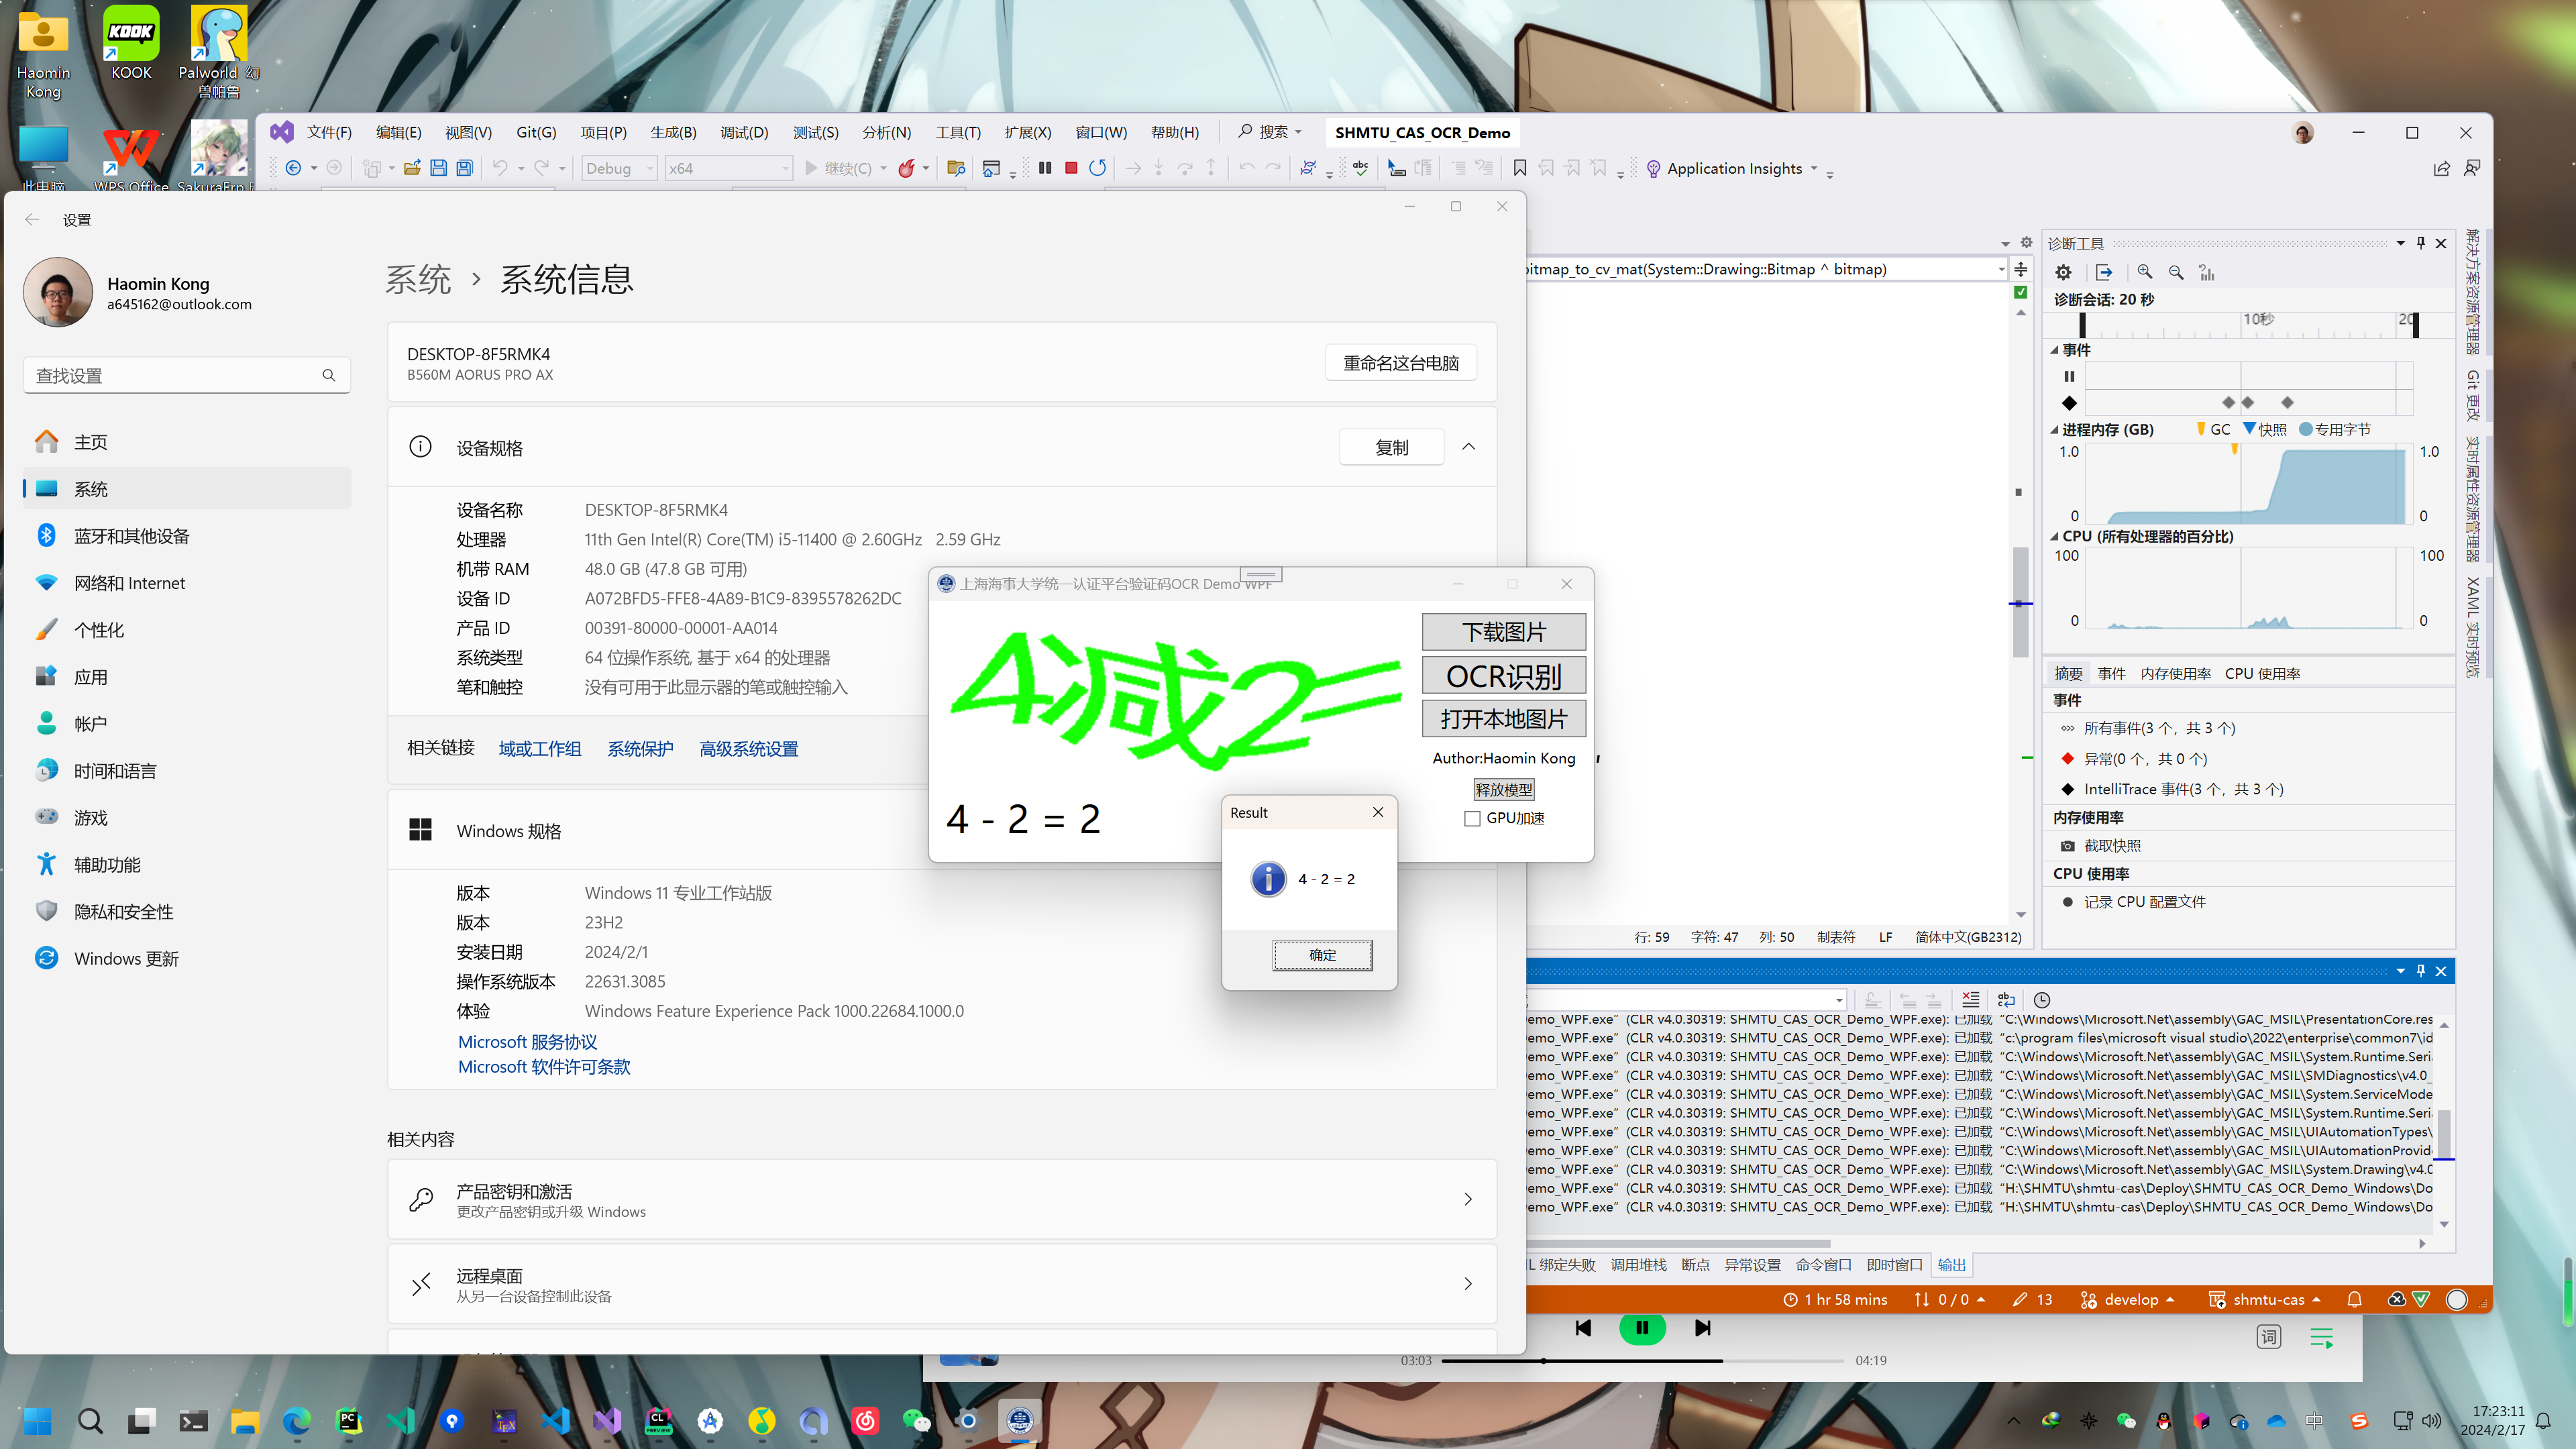 Haomin Kong
KOOK
Palworld 幻兽帕鲁
此电脑
WPS Office
文件(F)
编辑(E)
视图(V)
Git(G)
项目(P)
生成(B)
调试(D)
测试(S)
分析(N)
工具(T)
扩展(X)
窗口(W)
帮助(H)
搜索
SHMTU_CAS_OCR_Demo
Debug
x64
继续(C)
Application Insights
设置
Haomin Kong
a645162@outlook.com
查找设置
主页
系统
蓝牙和其他设备
网络和 Internet
个性化
应用
帐户
时间和语言
游戏
辅助功能
隐私和安全性
Windows 更新
系统 › 系统信息
DESKTOP-8F5RMK4
B560M AORUS PRO AX
重命名这台电脑
设备规格
复制
设备名称 DESKTOP-8F5RMK4
处理器 11th Gen Intel(R) Core(TM) i5-11400 @ 2.60GHz 2.59 GHz
机带 RAM 48.0 GB (47.8 GB 可用)
设备 ID A072BFD5-FFE8-4A89-B1C9-8395578262DC
产品 ID 00391-80000-00001-AA014
系统类型 64 位操作系统, 基于 x64 的处理器
笔和触控 没有可用于此显示器的笔或触控输入
相关链接 域或工作组 系统保护 高级系统设置
Windows 规格
版本 Windows 11 专业工作站版
版本 23H2
安装日期 2024/2/1
操作系统版本 22631.3085
体验 Windows Feature Experience Pack 1000.22684.1000.0
Microsoft 服务协议
Microsoft 软件许可条款
相关内容
产品密钥和激活
更改产品密钥或升级 Windows
远程桌面
从另一台设备控制此设备
上海海事大学统一认证平台验证码OCR Demo WPF
4减2=
4 - 2 = 2
下载图片
OCR识别
打开本地图片
Author:Haomin Kong
释放模型
GPU加速
Result
4 - 2 = 2
确定
bitmap_to_cv_mat(System::Drawing::Bitmap ^ bitmap)
行: 59 字符: 47 列: 50 制表符 LF 简体中文(GB2312)
诊断工具
诊断会话: 20 秒
10秒
事件
进程内存 (GB) GC 快照 专用字节
1.0 1.0
0 0
CPU (所有处理器的百分比)
100 100
0 0
摘要 事件 内存使用率 CPU 使用率
事件
所有事件(3 个，共 3 个)
异常(0 个，共 0 个)
IntelliTrace 事件(3 个，共 3 个)
内存使用率
截取快照
CPU 使用率
记录 CPU 配置文件
解决方案资源管理器
Git 更改
实时属性资源管理器
XAML 实时预览
emo_WPF.exe” (CLR v4.0.30319: SHMTU_CAS_OCR_Demo_WPF.exe): 已加载 “C:\Windows\Microsoft.Net\assembly\GAC_MSIL\PresentationCore.res
emo_WPF.exe” (CLR v4.0.30319: SHMTU_CAS_OCR_Demo_WPF.exe): 已加载 “c:\program files\microsoft visual studio\2022\enterprise\common7\id
emo_WPF.exe” (CLR v4.0.30319: SHMTU_CAS_OCR_Demo_WPF.exe): 已加载 “C:\Windows\Microsoft.Net\assembly\GAC_MSIL\System.Runtime.Seri
emo_WPF.exe” (CLR v4.0.30319: SHMTU_CAS_OCR_Demo_WPF.exe): 已加载 “C:\Windows\Microsoft.Net\assembly\GAC_MSIL\SMDiagnostics\v4.0_
emo_WPF.exe” (CLR v4.0.30319: SHMTU_CAS_OCR_Demo_WPF.exe): 已加载 “C:\Windows\Microsoft.Net\assembly\GAC_MSIL\System.ServiceMode
emo_WPF.exe” (CLR v4.0.30319: SHMTU_CAS_OCR_Demo_WPF.exe): 已加载 “C:\Windows\Microsoft.Net\assembly\GAC_MSIL\System.Runtime.Seri
emo_WPF.exe” (CLR v4.0.30319: SHMTU_CAS_OCR_Demo_WPF.exe): 已加载 “C:\Windows\Microsoft.Net\assembly\GAC_MSIL\UIAutomationTypes\
emo_WPF.exe” (CLR v4.0.30319: SHMTU_CAS_OCR_Demo_WPF.exe): 已加载 “C:\Windows\Microsoft.Net\assembly\GAC_MSIL\UIAutomationProvid
emo_WPF.exe” (CLR v4.0.30319: SHMTU_CAS_OCR_Demo_WPF.exe): 已加载 “C:\Windows\Microsoft.Net\assembly\GAC_MSIL\System.Drawing\v4.0
emo_WPF.exe” (CLR v4.0.30319: SHMTU_CAS_OCR_Demo_WPF.exe): 已加载 “H:\SHMTU\shmtu-cas\Deploy\SHMTU_CAS_OCR_Demo_Windows\Do
emo_WPF.exe” (CLR v4.0.30319: SHMTU_CAS_OCR_Demo_WPF.exe): 已加载 “H:\SHMTU\shmtu-cas\Deploy\SHMTU_CAS_OCR_Demo_Windows\Do
绑定失败 调用堆栈 断点 异常设置 命令窗口 即时窗口 输出
1 hr 58 mins 0 / 0 13 develop shmtu-cas
词
03:03 04:19
中
17:23:11
2024/2/17